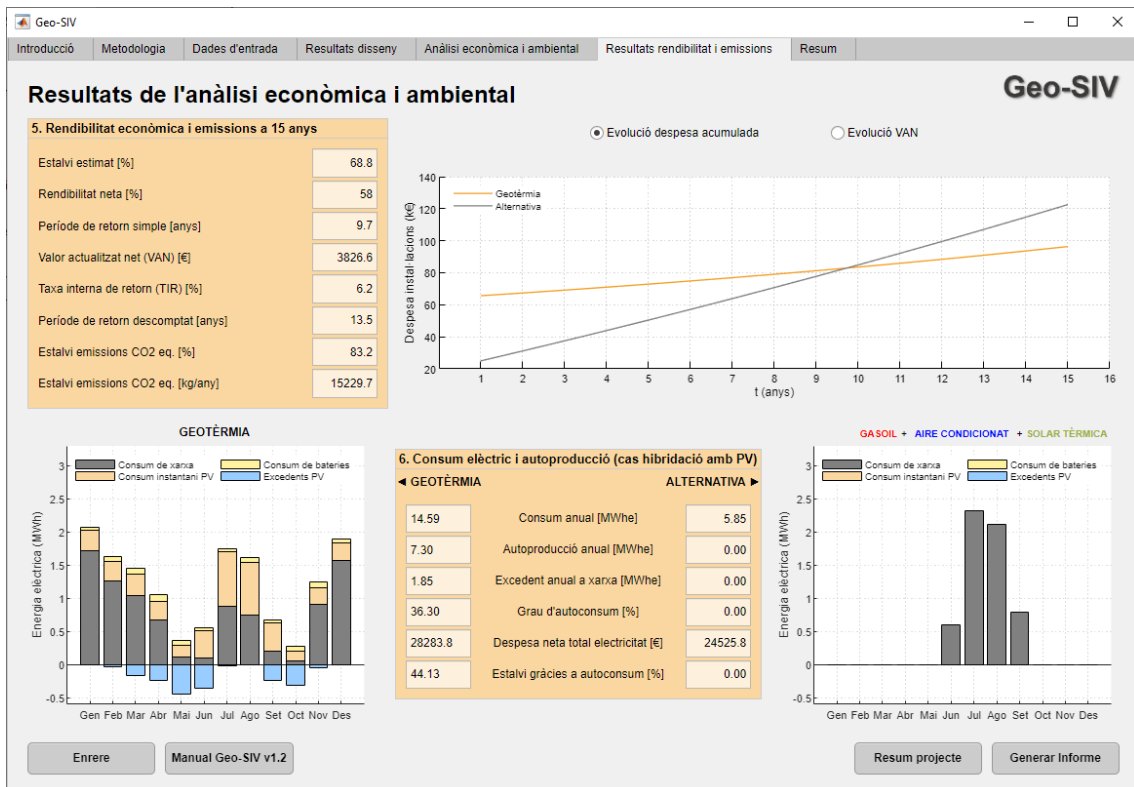 Geo-SIV
Introducció Metodologia Dades d'entrada Resultats disseny Anàlisi econòmica i ambiental Resultats rendibilitat i emissions Resum
Resultats de l'anàlisi econòmica i ambiental
Geo-SIV
5. Rendibilitat econòmica i emissions a 15 anys
Estalvi estimat [%] 68.8
Rendibilitat neta [%] 58
Període de retorn simple [anys] 9.7
Valor actualitzat net (VAN) [€] 3826.6
Taxa interna de retorn (TIR) [%] 6.2
Període de retorn descomptat [anys] 13.5
Estalvi emissions CO2 eq. [%] 83.2
Estalvi emissions CO2 eq. [kg/any] 15229.7
Evolució despesa acumulada Evolució VAN
Despesa instal·lacions (k€)
140
120
100
80
60
40
20
Geotèrmia
Alternativa
1 2 3 4 5 6 7 8 9 10 11 12 13 14 15 16
t (anys)
GEOTÈRMIA
Energia elèctrica (MWh)
3
2.5
2
1.5
1
0.5
0
-0.5
Consum de xarxa Consum de bateries
Consum instantani PV Excedents PV
Gen Feb Mar Abr Mai Jun Jul Ago Set Oct Nov Des
6. Consum elèctric i autoproducció (cas hibridació amb PV)
◄ GEOTÈRMIA ALTERNATIVA ►
14.59 Consum anual [MWhe] 5.85
7.30 Autoproducció anual [MWhe] 0.00
1.85 Excedent anual a xarxa [MWhe] 0.00
36.30 Grau d'autoconsum [%] 0.00
28283.8 Despesa neta total electricitat [€] 24525.8
44.13 Estalvi gràcies a autoconsum [%] 0.00
GASOIL + AIRE CONDICIONAT + SOLAR TÈRMICA
Energia elèctrica (MWh)
3
2.5
2
1.5
1
0.5
0
-0.5
Consum de xarxa Consum de bateries
Consum instantani PV Excedents PV
Gen Feb Mar Abr Mai Jun Jul Ago Set Oct Nov Des
Enrere Manual Geo-SIV v1.2 Resum projecte Generar Informe